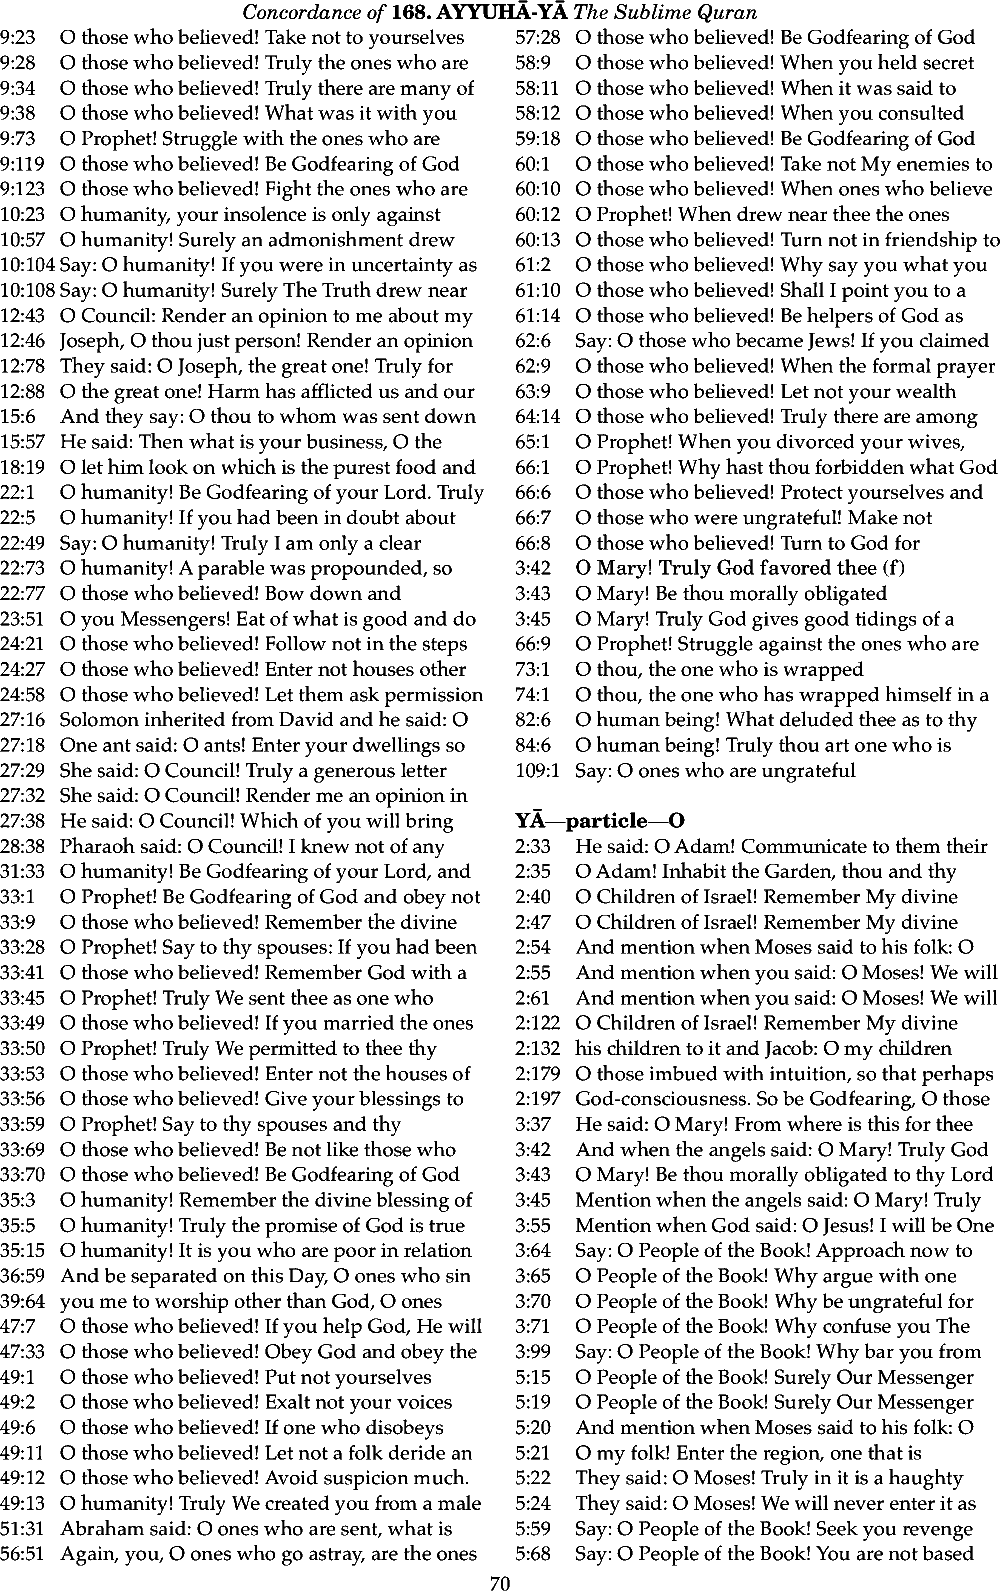 Concordance of 168. AYYUHĀ-YĀ The Sublime Quran
9:23 O those who believed! Take not to yourselves
9:28 O those who believed! Truly the ones who are
9:34 O those who believed! Truly there are many of
9:38 O those who believed! What was it with you
9:73 O Prophet! Struggle with the ones who are
9:119 O those who believed! Be Godfearing of God
9:123 O those who believed! Fight the ones who are
10:23 O humanity, your insolence is only against
10:57 O humanity! Surely an admonishment drew
10:104 Say: O humanity! If you were in uncertainty as
10:108 Say: O humanity! Surely The Truth drew near
12:43 O Council: Render an opinion to me about my
12:46 Joseph, O thou just person! Render an opinion
12:78 They said: O Joseph, the great one! Truly for
12:88 O the great one! Harm has afflicted us and our
15:6 And they say: O thou to whom was sent down
15:57 He said: Then what is your business, O the
18:19 O let him look on which is the purest food and
22:1 O humanity! Be Godfearing of your Lord. Truly
22:5 O humanity! If you had been in doubt about
22:49 Say: O humanity! Truly I am only a clear
22:73 O humanity! A parable was propounded, so
22:77 O those who believed! Bow down and
23:51 O you Messengers! Eat of what is good and do
24:21 O those who believed! Follow not in the steps
24:27 O those who believed! Enter not houses other
24:58 O those who believed! Let them ask permission
27:16 Solomon inherited from David and he said: O
27:18 One ant said: O ants! Enter your dwellings so
27:29 She said: O Council! Truly a generous letter
27:32 She said: O Council! Render me an opinion in
27:38 He said: O Council! Which of you will bring
28:38 Pharaoh said: O Council! I knew not of any
31:33 O humanity! Be Godfearing of your Lord, and
33:1 O Prophet! Be Godfearing of God and obey not
33:9 O those who believed! Remember the divine
33:28 O Prophet! Say to thy spouses: If you had been
33:41 O those who believed! Remember God with a
33:45 O Prophet! Truly We sent thee as one who
33:49 O those who believed! If you married the ones
33:50 O Prophet! Truly We permitted to thee thy
33:53 O those who believed! Enter not the houses of
33:56 O those who believed! Give your blessings to
33:59 O Prophet! Say to thy spouses and thy
33:69 O those who believed! Be not like those who
33:70 O those who believed! Be Godfearing of God
35:3 O humanity! Remember the divine blessing of
35:5 O humanity! Truly the promise of God is true
35:15 O humanity! It is you who are poor in relation
36:59 And be separated on this Day, O ones who sin
39:64 you me to worship other than God, O ones
47:7 O those who believed! If you help God, He will
47:33 O those who believed! Obey God and obey the
49:1 O those who believed! Put not yourselves
49:2 O those who believed! Exalt not your voices
49:6 O those who believed! If one who disobeys
49:11 O those who believed! Let not a folk deride an
49:12 O those who believed! Avoid suspicion much.
49:13 O humanity! Truly We created you from a male
51:31 Abraham said: O ones who are sent, what is
56:51 Again, you, O ones who go astray, are the ones
57:28 O those who believed! Be Godfearing of God
58:9 O those who believed! When you held secret
58:11 O those who believed! When it was said to
58:12 O those who believed! When you consulted
59:18 O those who believed! Be Godfearing of God
60:1 O those who believed! Take not My enemies to
60:10 O those who believed! When ones who believe
60:12 O Prophet! When drew near thee the ones
60:13 O those who believed! Turn not in friendship to
61:2 O those who believed! Why say you what you
61:10 O those who believed! Shall I point you to a
61:14 O those who believed! Be helpers of God as
62:6 Say: O those who became Jews! If you claimed
62:9 O those who believed! When the formal prayer
63:9 O those who believed! Let not your wealth
64:14 O those who believed! Truly there are among
65:1 O Prophet! When you divorced your wives,
66:1 O Prophet! Why hast thou forbidden what God
66:6 O those who believed! Protect yourselves and
66:7 O those who were ungrateful! Make not
66:8 O those who believed! Turn to God for
3:42 O Mary! Truly God favored thee (f)
3:43 O Mary! Be thou morally obligated
3:45 O Mary! Truly God gives good tidings of a
66:9 O Prophet! Struggle against the ones who are
73:1 O thou, the one who is wrapped
74:1 O thou, the one who has wrapped himself in a
82:6 O human being! What deluded thee as to thy
84:6 O human being! Truly thou art one who is
109:1 Say: O ones who are ungrateful
YĀ—particle—O
2:33 He said: O Adam! Communicate to them their
2:35 O Adam! Inhabit the Garden, thou and thy
2:40 O Children of Israel! Remember My divine
2:47 O Children of Israel! Remember My divine
2:54 And mention when Moses said to his folk: O
2:55 And mention when you said: O Moses! We will
2:61 And mention when you said: O Moses! We will
2:122 O Children of Israel! Remember My divine
2:132 his children to it and Jacob: O my children
2:179 O those imbued with intuition, so that perhaps
2:197 God-consciousness. So be Godfearing, O those
3:37 He said: O Mary! From where is this for thee
3:42 And when the angels said: O Mary! Truly God
3:43 O Mary! Be thou morally obligated to thy Lord
3:45 Mention when the angels said: O Mary! Truly
3:55 Mention when God said: O Jesus! I will be One
3:64 Say: O People of the Book! Approach now to
3:65 O People of the Book! Why argue with one
3:70 O People of the Book! Why be ungrateful for
3:71 O People of the Book! Why confuse you The
3:99 Say: O People of the Book! Why bar you from
5:15 O People of the Book! Surely Our Messenger
5:19 O People of the Book! Surely Our Messenger
5:20 And mention when Moses said to his folk: O
5:21 O my folk! Enter the region, one that is
5:22 They said: O Moses! Truly in it is a haughty
5:24 They said: O Moses! We will never enter it as
5:59 Say: O People of the Book! Seek you revenge
5:68 Say: O People of the Book! You are not based
70